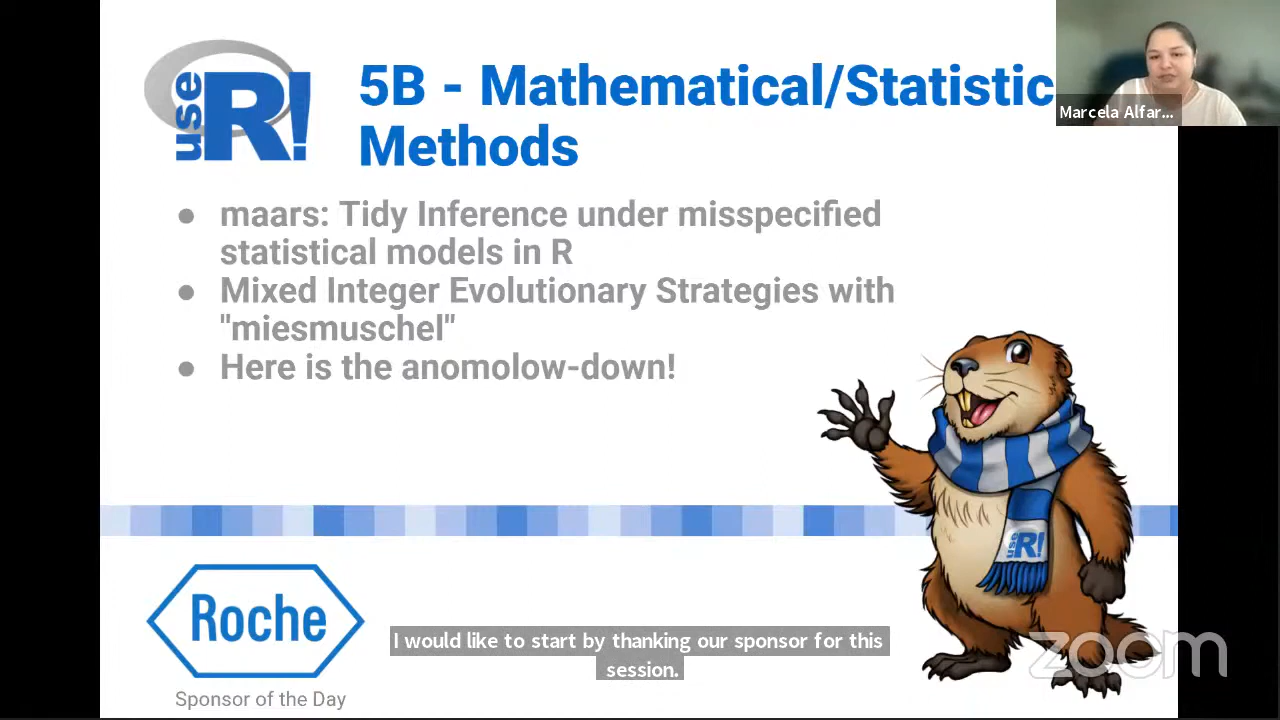 use R!
5B - Mathematical/Statistic
Methods
Marcela Alfar...
● maars: Tidy Inference under misspecified
statistical models in R
● Mixed Integer Evolutionary Strategies with
"miesmuschel"
● Here is the anomolow-down!
use R!
Roche
Sponsor of the Day
I would like to start by thanking our sponsor for this
session.
zoom